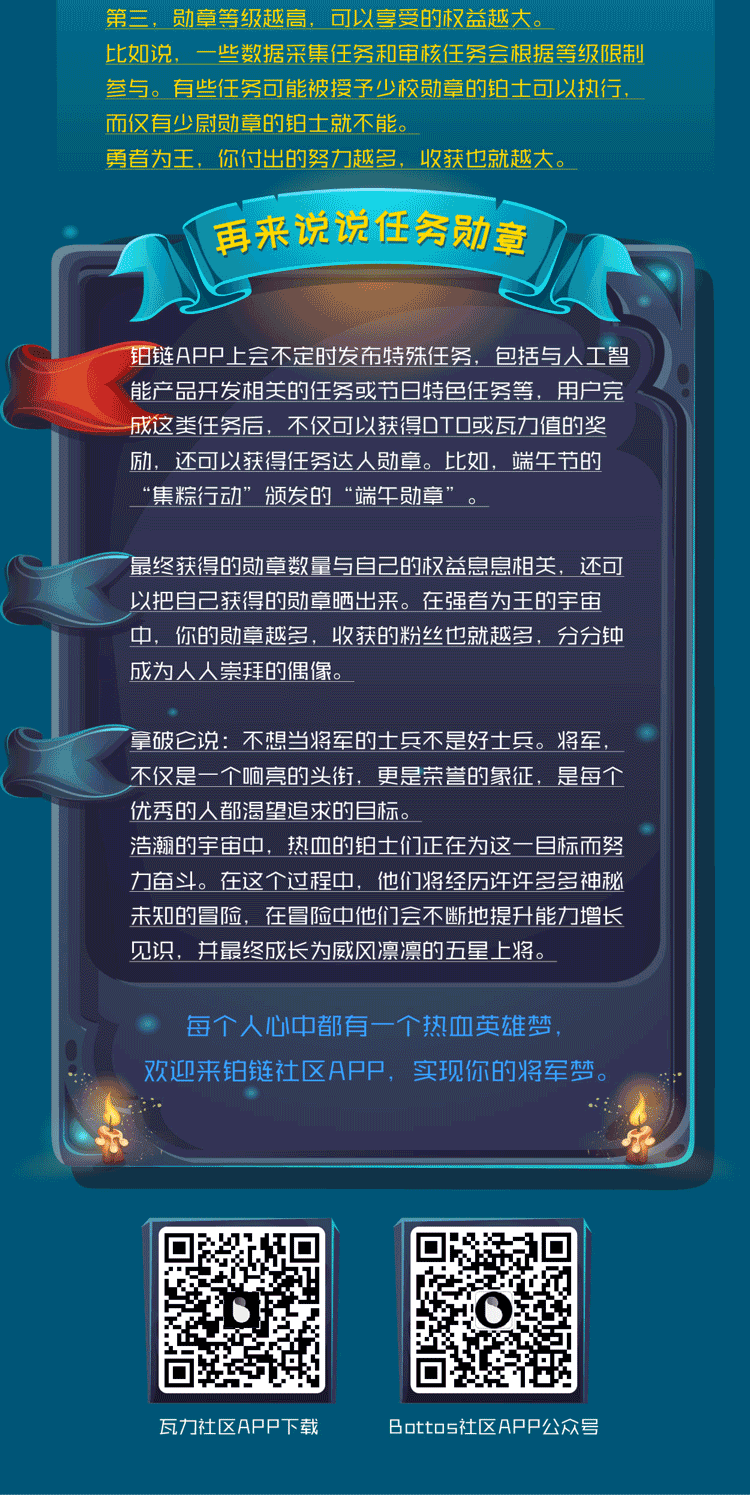 第三，勋章等级越高，可以享受的权益越大。
比如说，一些数据采集任务和审核任务会根据等级限制
参与。有些任务可能被授予少校勋章的铂士可以执行，
而仅有少尉勋章的铂士就不能。
勇者为王，你付出的努力越多，收获也就越大。
再来说说任务勋章
铂链APP上会不定时发布特殊任务，包括与人工智
能产品开发相关的任务或节日特色任务等，用户完
成这类任务后，不仅可以获得DTO或瓦力值的奖
励，还可以获得任务达人勋章。比如，端午节的
“集粽行动”颁发的“端午勋章”。
最终获得的勋章数量与自己的权益息息相关，还可
以把自己获得的勋章晒出来。在强者为王的宇宙
中，你的勋章越多，收获的粉丝也就越多，分分钟
成为人人崇拜的偶像。
拿破仑说：不想当将军的士兵不是好士兵。将军，
不仅是一个响亮的头衔，更是荣誉的象征，是每个
优秀的人都渴望追求的目标。
浩瀚的宇宙中，热血的铂士们正在为这一目标而努
力奋斗。在这个过程中，他们将经历许许多多神秘
未知的冒险，在冒险中他们会不断地提升能力增长
见识，并最终成长为威风凛凛的五星上将。
每个人心中都有一个热血英雄梦，
欢迎来铂链社区APP，实现你的将军梦。
瓦力社区APP下载
Bottos社区APP公众号